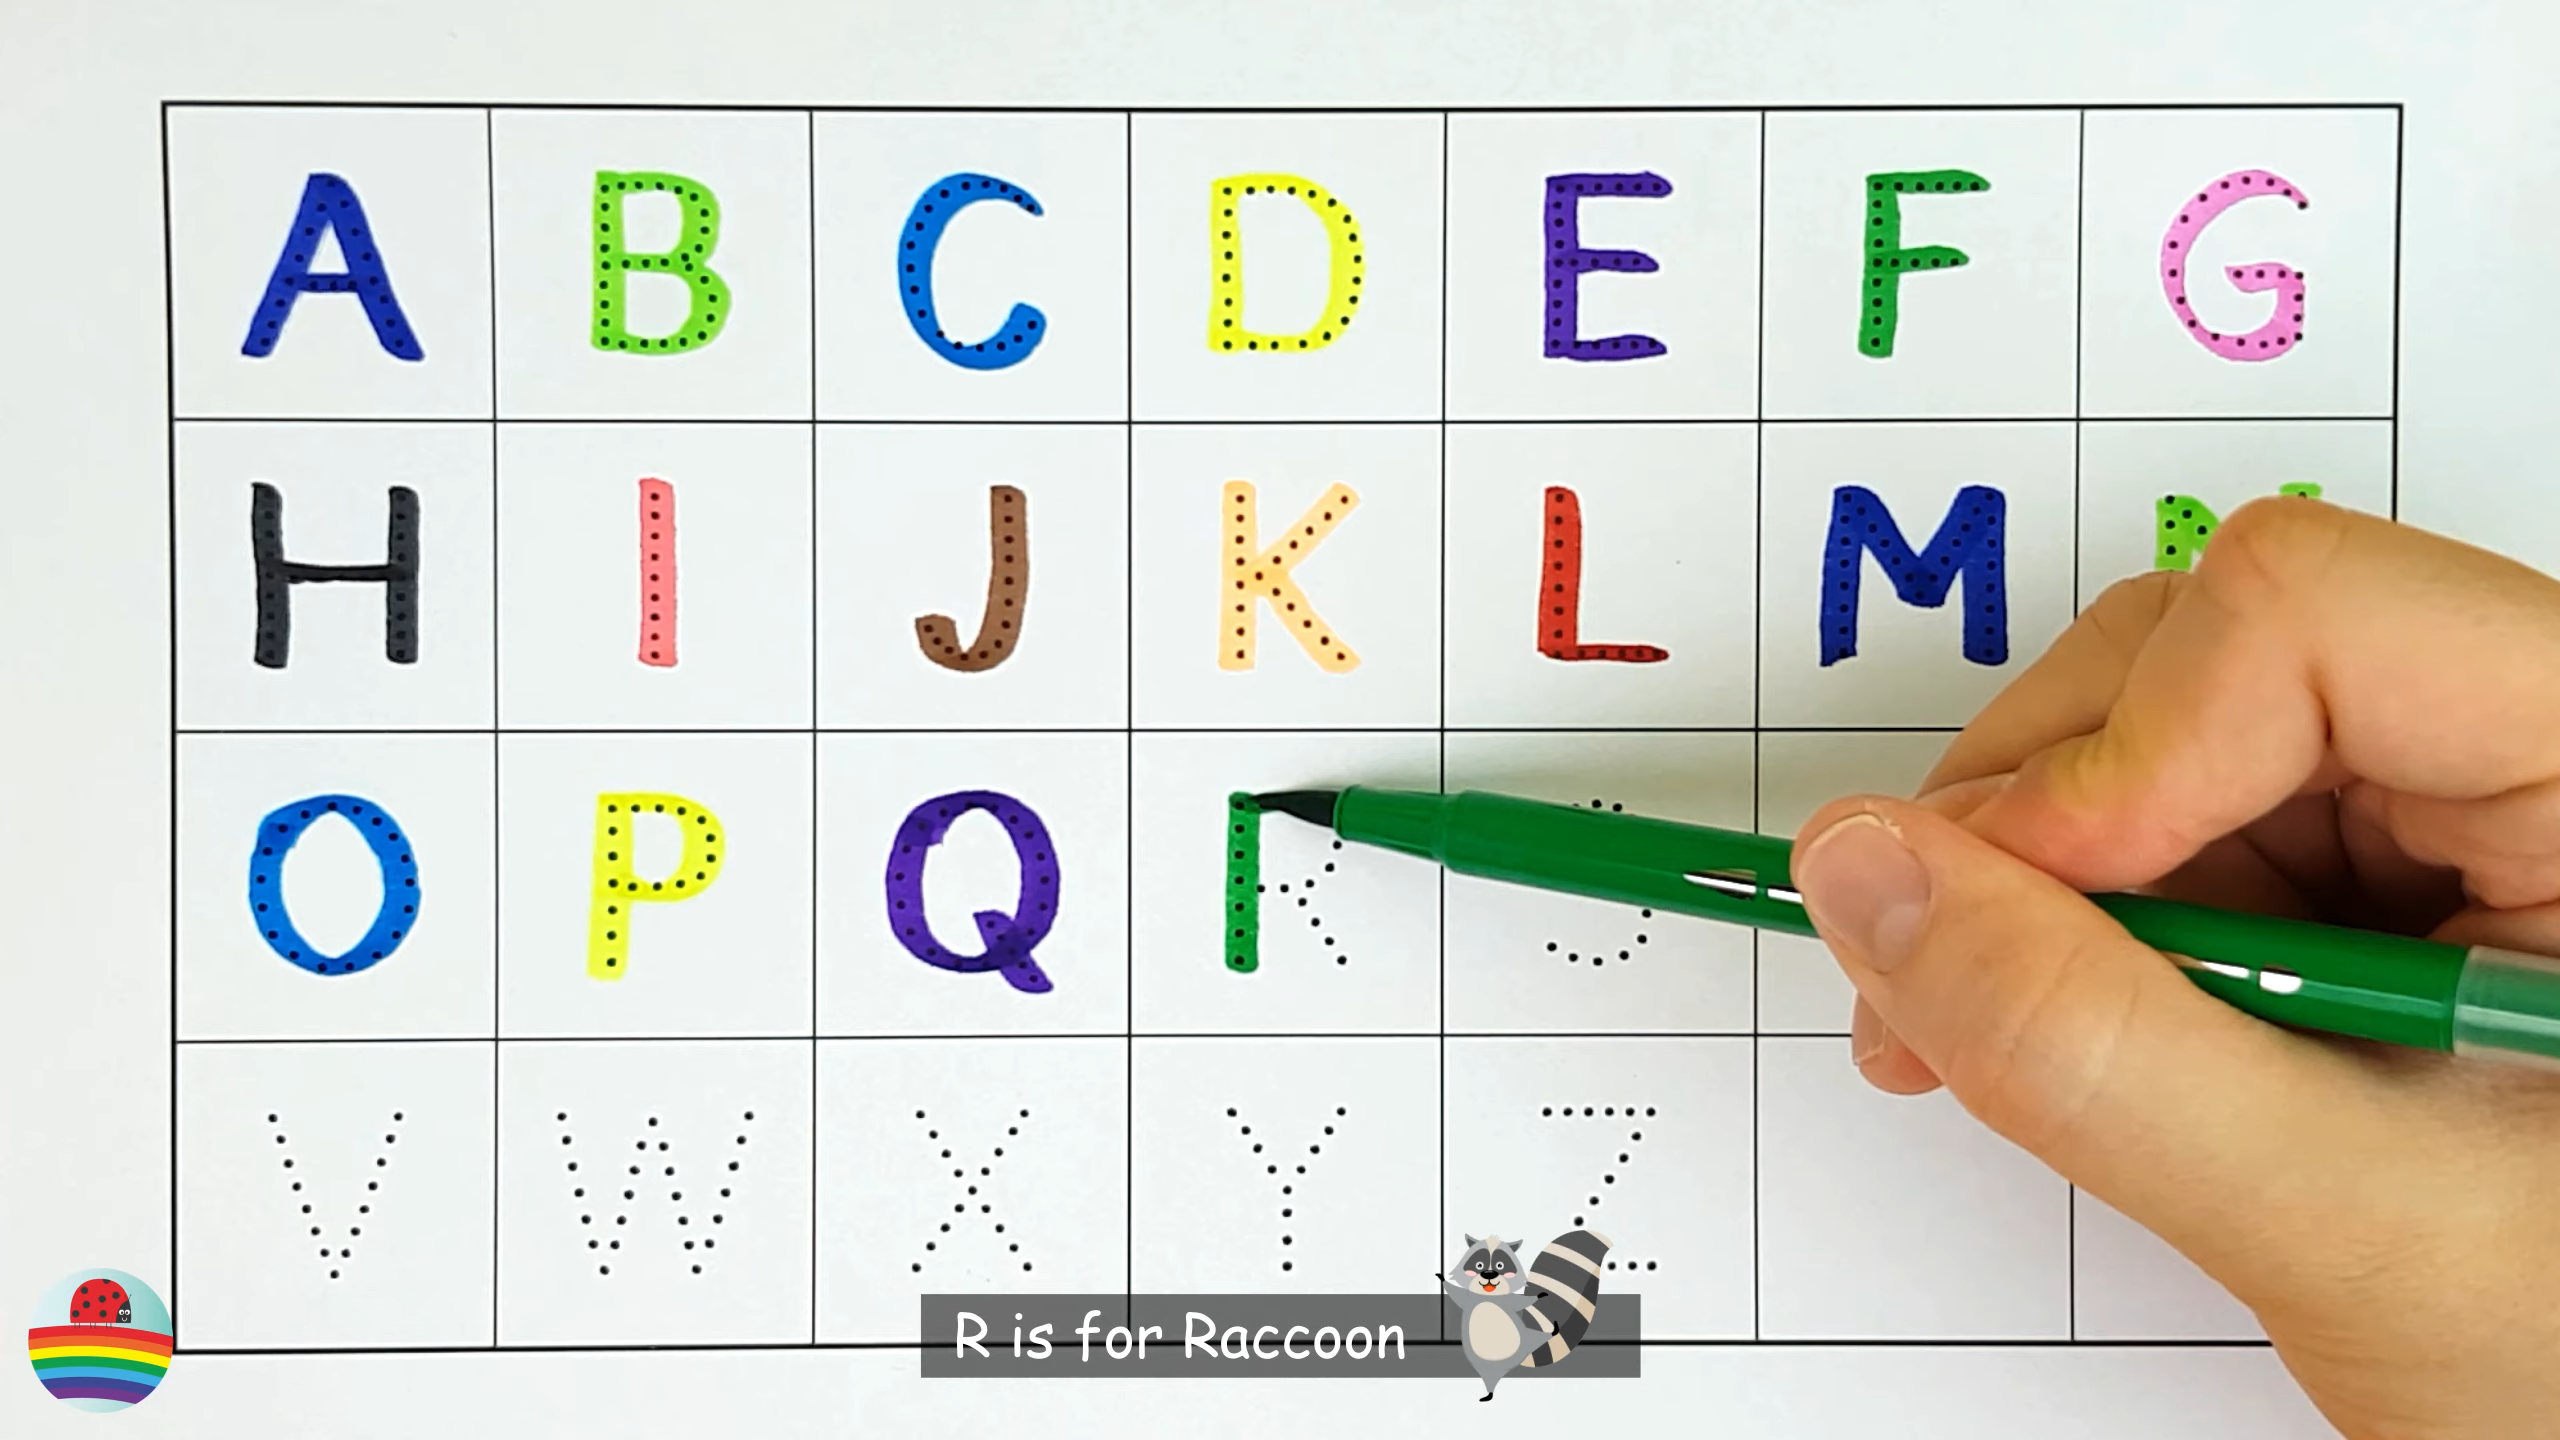 A B C D E F G
H I J K L M N
O P Q R S
V W X Y Z
R is for Raccoon